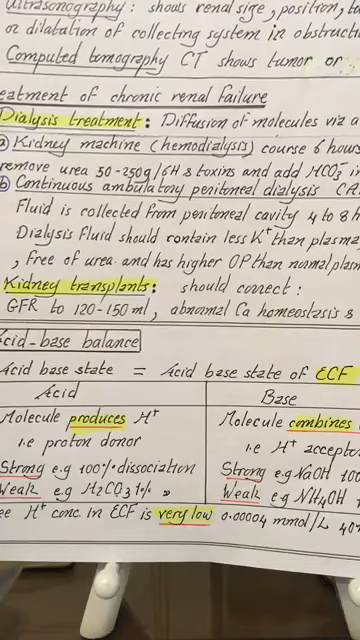 Ultrasonography: shows renal size, position,
or dilatation of collecting system in obstructi
Computed tomography CT shows tumor or
eatment of chronic renal failure
Dialysis treatment: Diffusion of molecules via a
a Kidney machine (hemodialysis) course 6 hours
remove urea 50-250g/6H & toxins and add HCO3⁻ in
b Continuous ambulatory peritoneal dialysis CA
Fluid is collected from peritoneal cavity 4 to 8 h
Dialysis Fluid should contain less K⁺ than plasma
, free of urea and has higher OP than normal plasm
Kidney transplants: should correct:
GFR to 120-150 ml, abnormal Ca homeostasis &
Acid-base balance
Acid base state = Acid base state of ECF
Acid Base
Molecule produces H⁺ Molecule combines
i.e proton donor i.e H⁺ accepto
Strong e.g 100% dissociation Strong e.g NaOH 100
Weak e.g H2CO3 1% Weak e.g NH4OH
ee H⁺ conc. in ECF is very low 0.00004 mmol/L 40